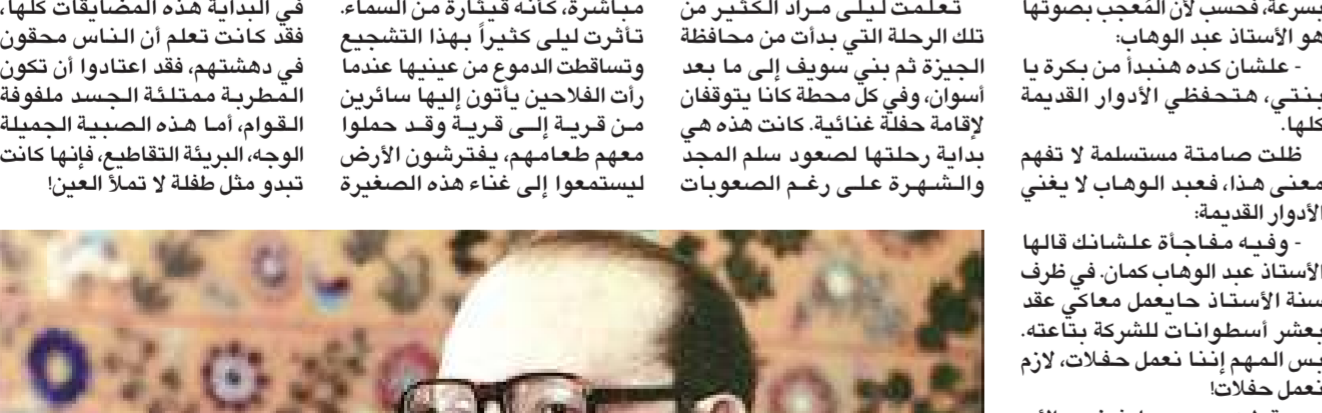 بسرعة، فحسب لأن المُعجب بصوتها
هو الأستاذ عبد الوهاب:
- علشان كده هنبدأ من بكرة يا
بنتي، هتحفظي الأدوار القديمة
كلها.
ظلت صامتة مستسلمة لا تفهم
معنى هذا، فعبد الوهاب لا يغني
الأدوار القديمة:
- وفيه مفاجأة علشانك قالها
الأستاذ عبد الوهاب كمان. في ظرف
سنة الأستاذ حايعمل معاكي عقد
بعشر أسطوانات للشركة بتاعته.
بس المهم إننا نعمل حفلات، لازم
نعمل حفلات!
تعلمت ليلى مراد الكثير من
تلك الرحلة التي بدأت من محافظة
الجيزة ثم بني سويف إلى ما بعد
أسوان، وفي كل محطة كانا يتوقفان
لإقامة حفلة غنائية. كانت هذه هي
بداية رحلتها لصعود سلم المجد
والشهرة على رغم الصعوبات
مباشرة، كأنه قيثارة من السماء.
تأثرت ليلى كثيراً بهذا التشجيع
وتساقطت الدموع من عينيها عندما
رأت الفلاحين يأتون إليها سائرين
من قرية إلى قرية وقد حملوا
معهم طعامهم، يفترشون الأرض
ليستمعوا إلى غناء هذه الصغيرة
في البداية هذه المضايقات كلها،
فقد كانت تعلم أن الناس محقون
في دهشتهم، فقد اعتادوا أن تكون
المطربة ممتلئة الجسد ملفوفة
القوام، أما هذه الصبية الجميلة
الوجه، البريئة التقاطيع، فإنها كانت
تبدو مثل طفلة لا تملأ العين!